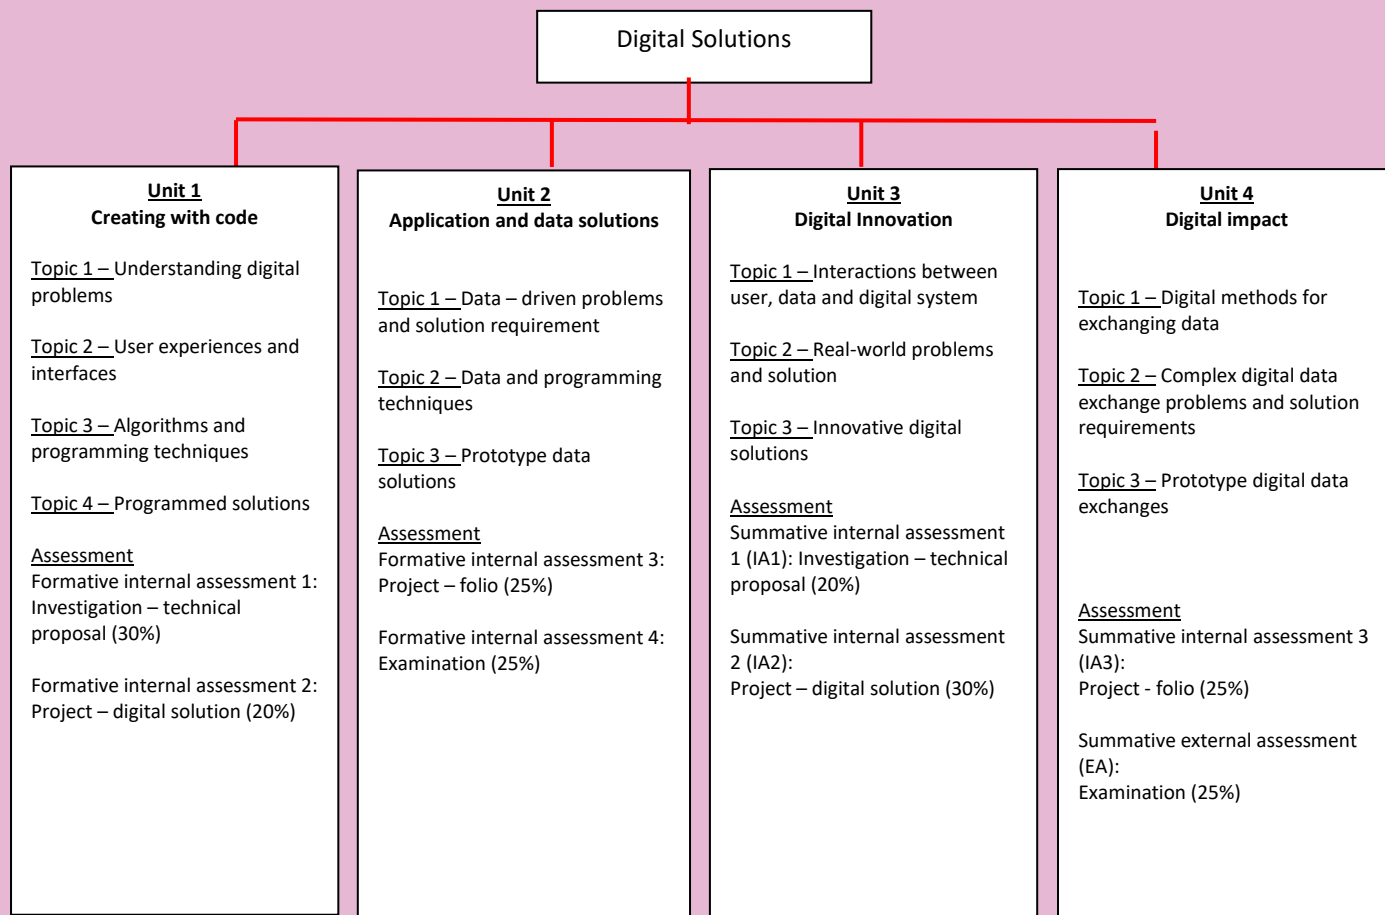 Digital Solutions
Unit 1
Creating with code
Topic 1 – Understanding digital
problems
Topic 2 – User experiences and
interfaces
Topic 3 – Algorithms and
programming techniques
Topic 4 – Programmed solutions
Assessment
Formative internal assessment 1:
Investigation – technical
proposal (30%)
Formative internal assessment 2:
Project – digital solution (20%)
Unit 2
Application and data solutions
Topic 1 – Data – driven problems
and solution requirement
Topic 2 – Data and programming
techniques
Topic 3 – Prototype data
solutions
Assessment
Formative internal assessment 3:
Project – folio (25%)
Formative internal assessment 4:
Examination (25%)
Unit 3
Digital Innovation
Topic 1 – Interactions between
user, data and digital system
Topic 2 – Real-world problems
and solution
Topic 3 – Innovative digital
solutions
Assessment
Summative internal assessment
1 (IA1): Investigation – technical
proposal (20%)
Summative internal assessment
2 (IA2):
Project – digital solution (30%)
Unit 4
Digital impact
Topic 1 – Digital methods for
exchanging data
Topic 2 – Complex digital data
exchange problems and solution
requirements
Topic 3 – Prototype digital data
exchanges
Assessment
Summative internal assessment 3
(IA3):
Project - folio (25%)
Summative external assessment
(EA):
Examination (25%)